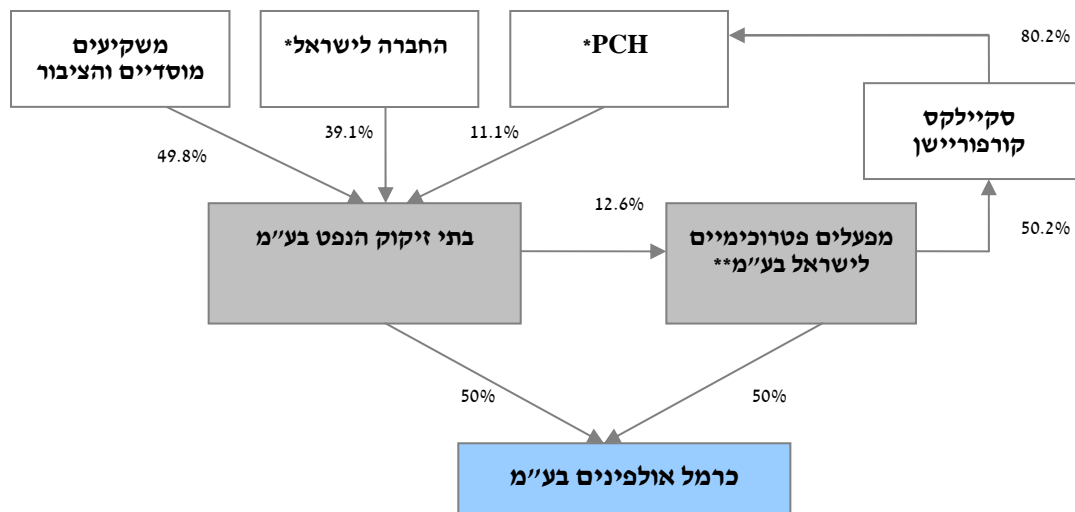 משקיעים
מוסדיים והציבור
החברה לישראל*
PCH*
80.2%
סקיילקס
קורפוריישן
49.8%
39.1%
11.1%
בתי זיקוק הנפט בע"מ
12.6%
מפעלים פטרוכימיים
לישראל בע"מ**
50.2%
50%
50%
כרמל אולפינים בע"מ